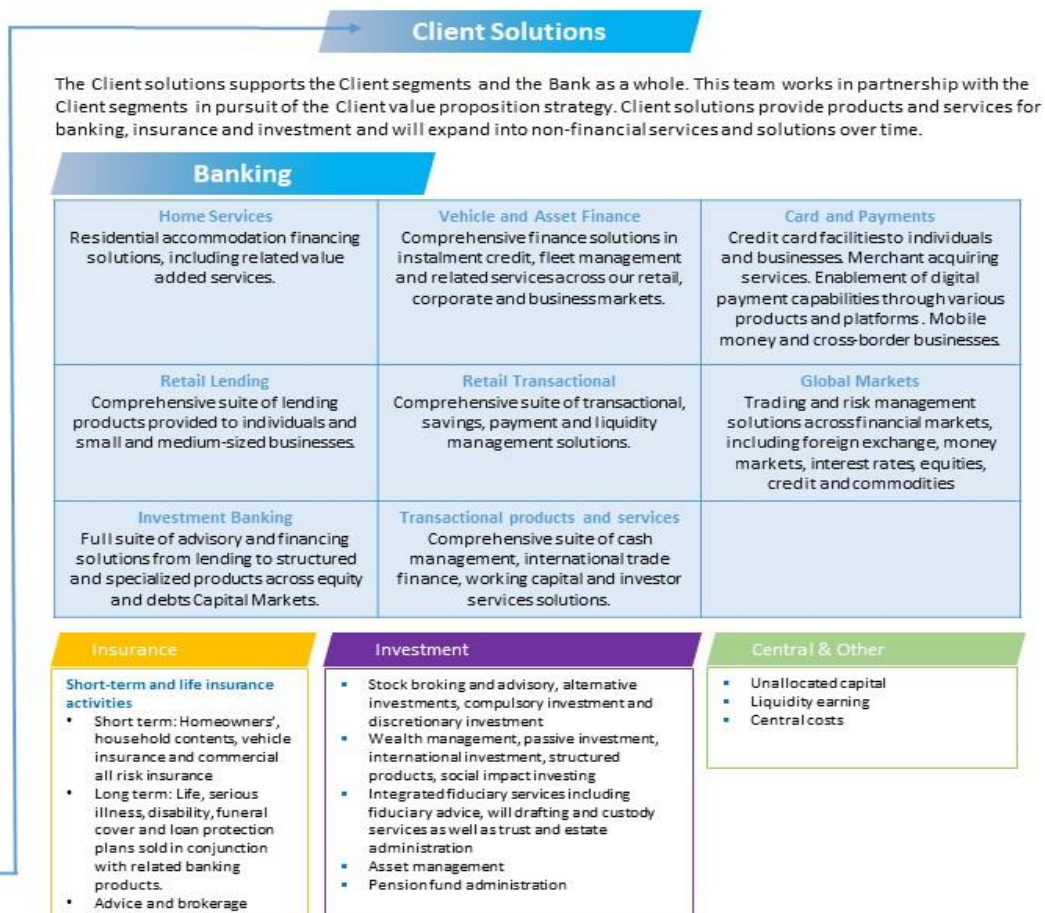 Client Solutions
The Client solutions supports the Client segments and the Bank as a whole. This team works in partnership with the
Client segments in pursuit of the Client value proposition strategy. Client solutions provide products and services for
banking, insurance and investment and will expand into non-financial services and solutions over time.
Banking
Home Services
Residential accommodation financing
solutions, including related value
added services.
Vehicle and Asset Finance
Comprehensive finance solutions in
instalment credit, fleet management
and related services across our retail,
corporate and business markets.
Card and Payments
Credit card facilities to individuals
and businesses. Merchant acquiring
services. Enablement of digital
payment capabilities through various
products and platforms. Mobile
money and cross-border businesses.
Retail Lending
Comprehensive suite of lending
products provided to individuals and
small and medium-sized businesses.
Retail Transactional
Comprehensive suite of transactional,
savings, payment and liquidity
management solutions.
Global Markets
Trading and risk management
solutions across financial markets,
including foreign exchange, money
markets, interest rates, equities,
credit and commodities
Investment Banking
Full suite of advisory and financing
solutions from lending to structured
and specialized products across equity
and debts Capital Markets.
Transactional products and services
Comprehensive suite of cash
management, international trade
finance, working capital and investor
services solutions.
Insurance
Short-term and life insurance
activities
• Short term: Homeowners',
household contents, vehicle
insurance and commercial
all risk insurance
• Long term: Life, serious
illness, disability, funeral
cover and loan protection
plans sold in conjunction
with related banking
products.
• Advice and brokerage
Investment
▪ Stock broking and advisory, alternative
investments, compulsory investment and
discretionary investment
▪ Wealth management, passive investment,
international investment, structured
products, social impact investing
▪ Integrated fiduciary services including
fiduciary advice, will drafting and custody
services as well as trust and estate
administration
▪ Asset management
▪ Pension fund administration
Central & Other
▪ Unallocated capital
▪ Liquidity earning
▪ Central costs